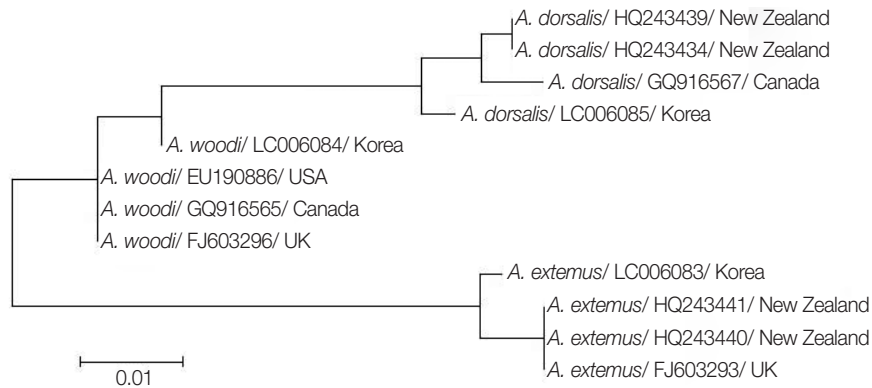 A. dorsalis/ HQ243439/ New Zealand
A. dorsalis/ HQ243434/ New Zealand
A. dorsalis/ GQ916567/ Canada
A. dorsalis/ LC006085/ Korea
A. woodi/ LC006084/ Korea
A. woodi/ EU190886/ USA
A. woodi/ GQ916565/ Canada
A. woodi/ FJ603296/ UK
A. extemus/ LC006083/ Korea
A. extemus/ HQ243441/ New Zealand
A. extemus/ HQ243440/ New Zealand
A. extemus/ FJ603293/ UK
0.01